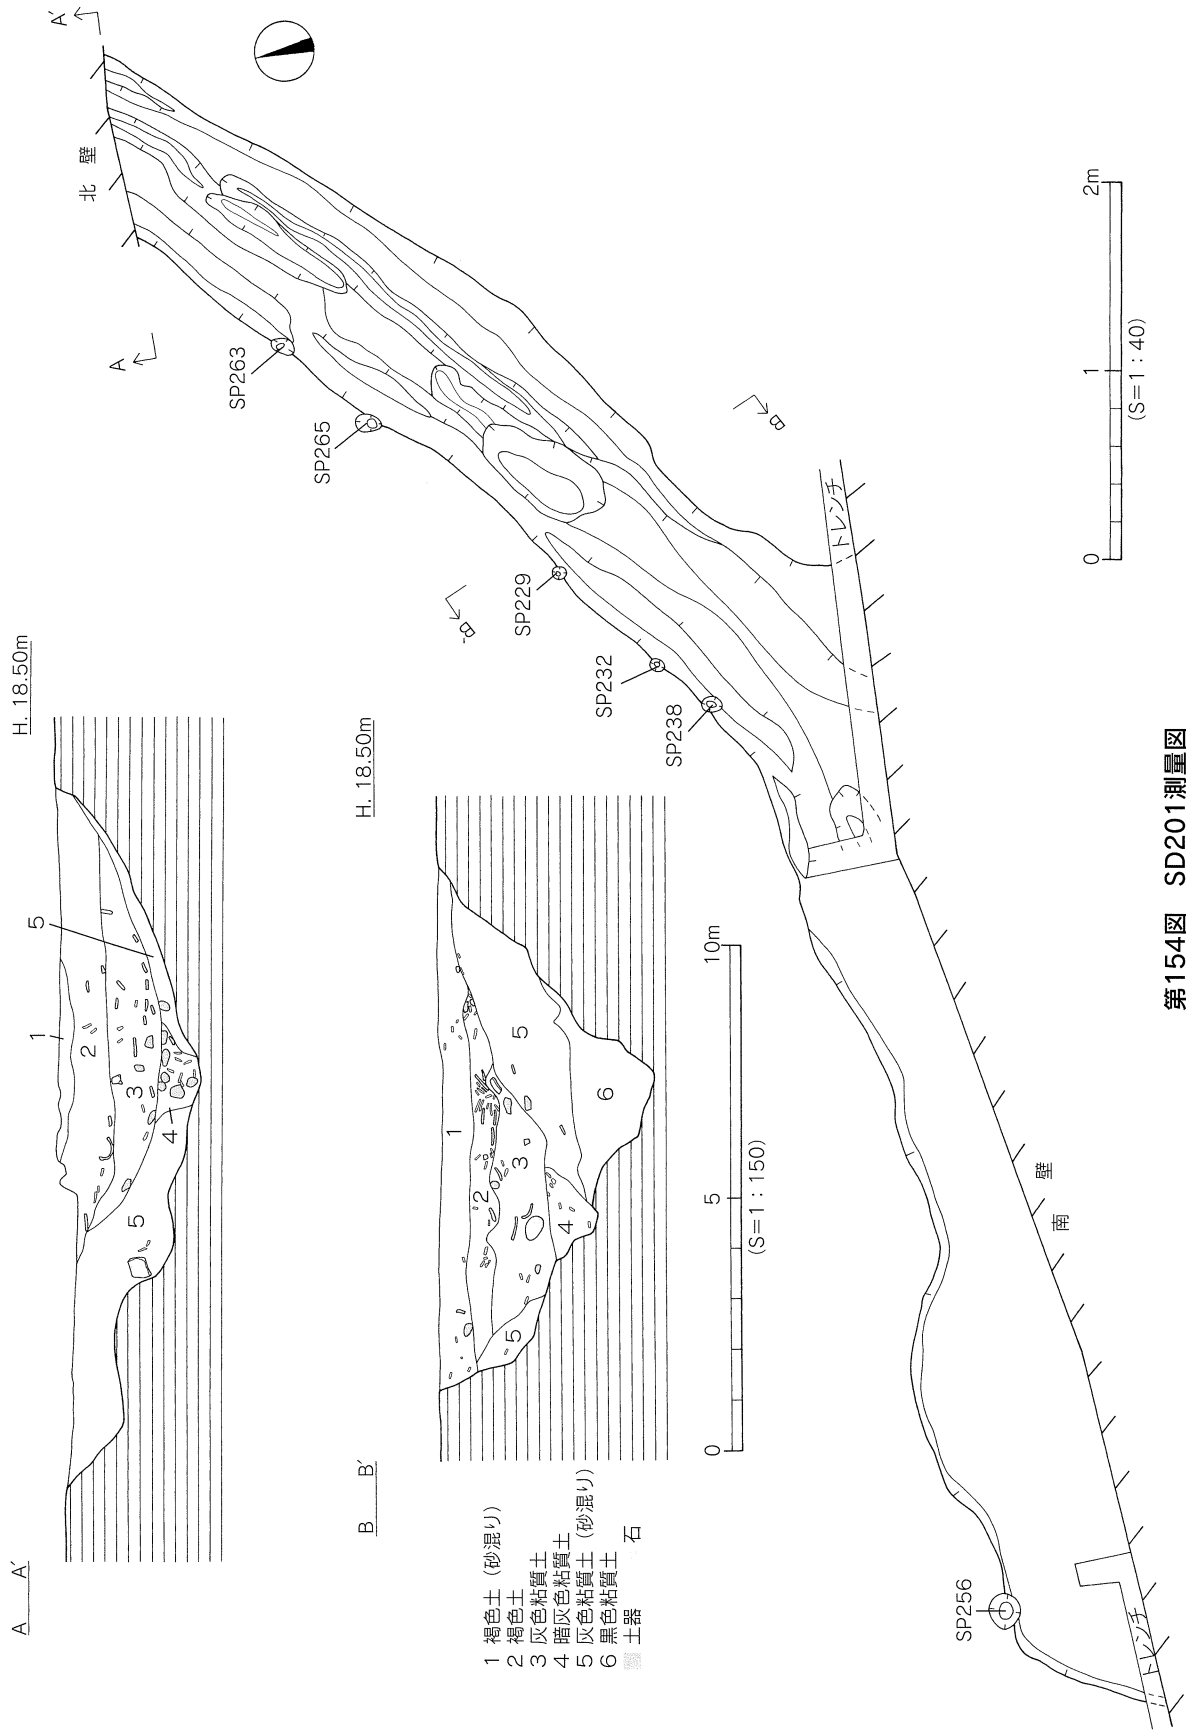 A A′
H. 18.50m
1
2
3
4
5
5
B B′
H. 18.50m
1
2
3
4
5
5
6
1 褐色土 (砂混り)
2 褐色土
3 灰色粘質土
4 暗灰色粘質土
5 灰色粘質土 (砂混り)
6 黒色粘質土
土器 石
0 5 10m
(S=1:150)
A
A′
北 壁
SP263
SP265
SP229
SP232
SP238
SP256
B
B′
トレンチ
トレンチ
南 壁
0 1 2m
(S=1:40)
第154図 SD201測量図